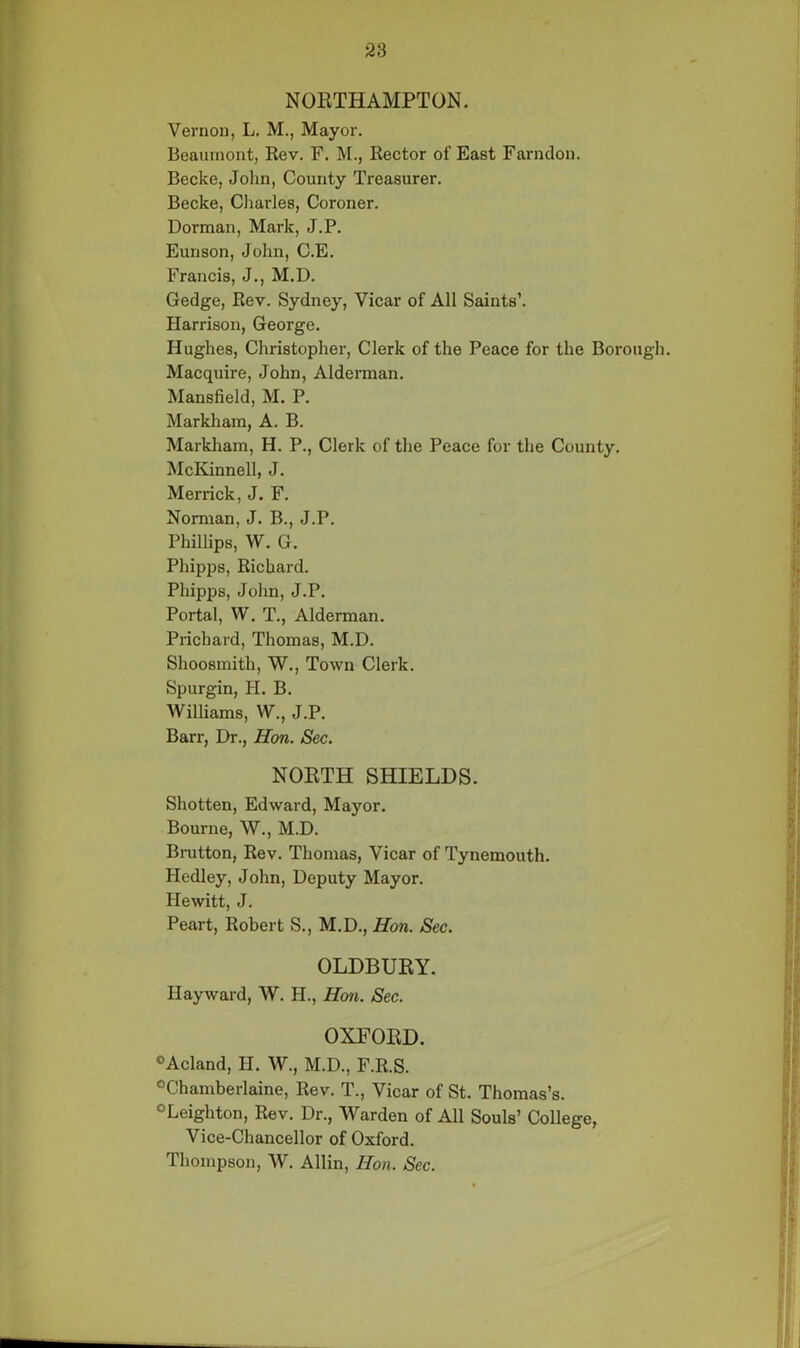 23
NORTHAMPTON.
Vernon, L. M., Mayor.
Beaumont, Rev. F. M., Rector of East Farndon.
Becke, John, County Treasurer.
Becke, Charles, Coroner.
Dorman, Mark, J.P.
Eunson, John, C.E.
Francis, J., M.D.
Gedge, Rev. Sydney, Vicar of All Saints'.
Harrison, George.
Hughes, Christopher, Clerk of the Peace for the Borough.
Macquire, John, Alderman.
Mansfield, M. P.
Markham, A. B.
Markham, H. P., Clerk of the Peace for the County.
McKinnell, J.
Merrick, J. F.
Norman, J. B., J.P.
Phillips, W. G.
Phipps, Richard.
Phipps, John, J.P.
Portal, W. T., Alderman.
Prichard, Thomas, M.D.
Shoosmith, W., Town Clerk.
Spurgin, H. B.
Williams, W., J.P.
Barr, Dr., Hon. Sec.
NORTH SHIELDS.
Shotten, Edward, Mayor.
Bourne, W., M.D.
Brutton, Rev. Thomas, Vicar of Tynemouth.
Hedley, John, Deputy Mayor.
Hewitt, J.
Peart, Robert S., M.D., Hon. Sec.
OLDBURY.
Hayward, W. H., Hon. Sec.
OXFORD.
°Acland, H. W., M.D., F.R.S.
°Chamberlaine, Rev. T., Vicar of St. Thomas's.
°Leighton, Rev. Dr., Warden of All Souls' College,
Vice-Chancellor of Oxford.
Thompson, W. Allin, Hon. Sec.